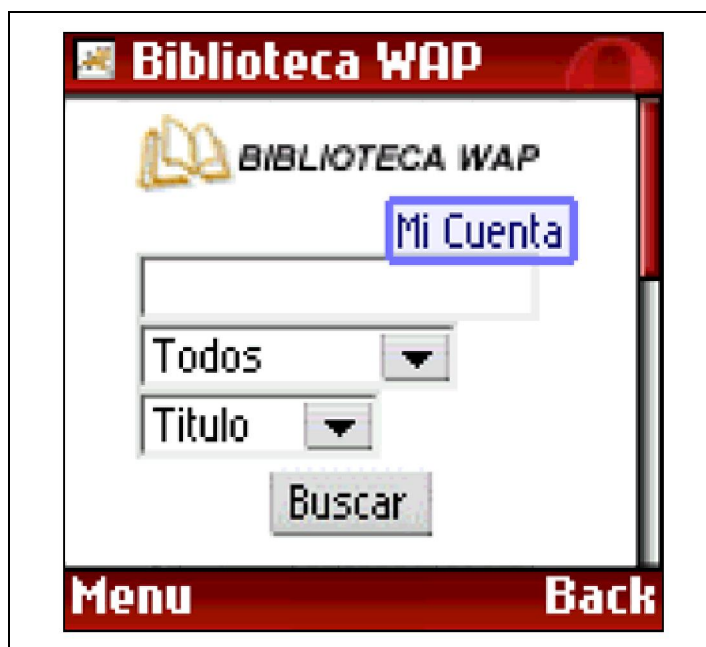 Biblioteca WAP
BIBLIOTECA WAP
Mi Cuenta
Todos
Titulo
Buscar
Menu Back